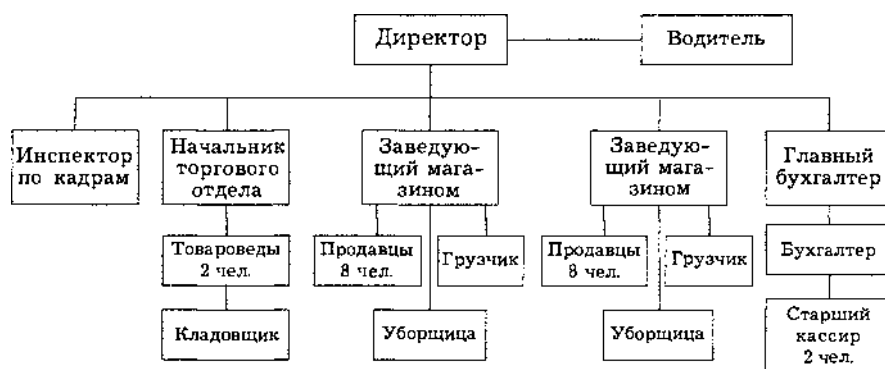 Директор
Водитель
Инспектор
по кадрам
Начальник
торгового
отдела
Заведую-
щий мага-
зином
Заведую-
щий мага-
зином
Главный
бухгалтер
Товароведы
2 чел.
Продавцы
8 чел.
Грузчик
Продавцы
8 чел.
Грузчик
Бухгалтер
Кладовщик
Уборщица
Уборщица
Старший
кассир
2 чел.